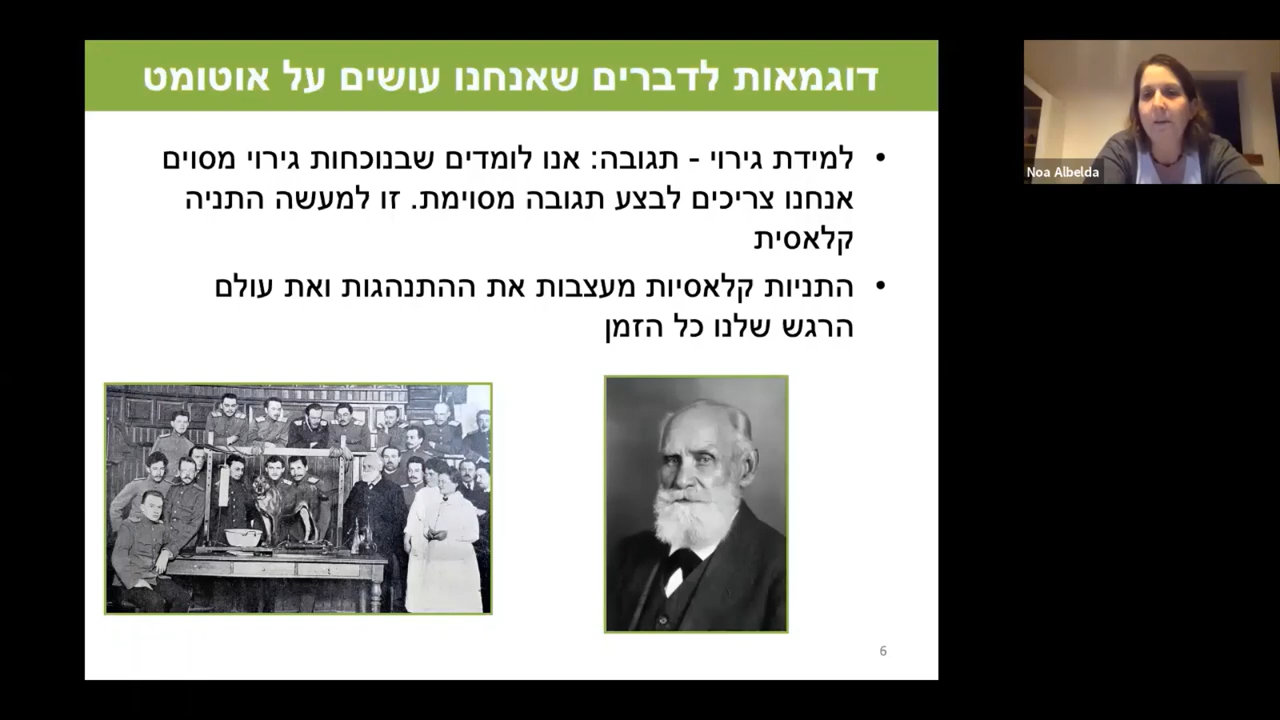 דוגמאות לדברים שאנחנו עושים על אוטומט
• למידת גירוי - תגובה: אנו לומדים שבנוכחות גירוי מסוים
אנחנו צריכים לבצע תגובה מסוימת. זו למעשה התניה
קלאסית
• התניות קלאסיות מעצבות את ההתנהגות ואת עולם
הרגש שלנו כל הזמן
6
Noa Albelda